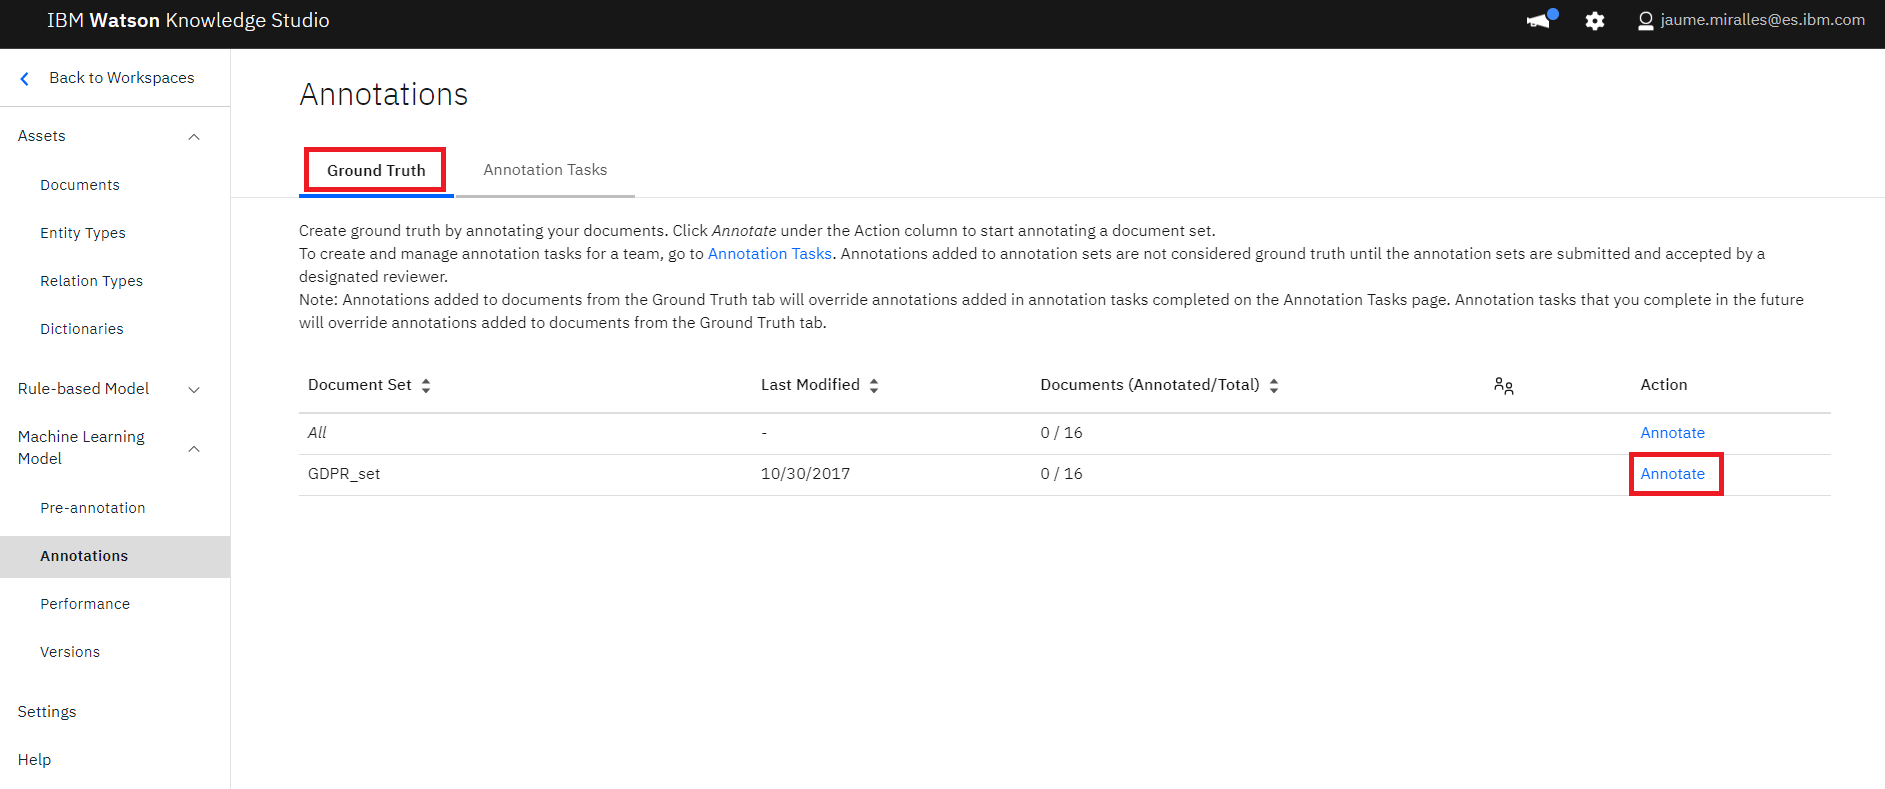 IBM Watson Knowledge Studio
jaume.miralles@es.ibm.com
Back to Workspaces
Assets
Documents
Entity Types
Relation Types
Dictionaries
Rule-based Model
Machine Learning
Model
Pre-annotation
Annotations
Performance
Versions
Settings
Help
Annotations
Ground Truth Annotation Tasks
Create ground truth by annotating your documents. Click Annotate under the Action column to start annotating a document set.
To create and manage annotation tasks for a team, go to Annotation Tasks. Annotations added to annotation sets are not considered ground truth until the annotation sets are submitted and accepted by a
designated reviewer.
Note: Annotations added to documents from the Ground Truth tab will override annotations added in annotation tasks completed on the Annotation Tasks page. Annotation tasks that you complete in the future
will override annotations added to documents from the Ground Truth tab.
Document Set Last Modified Documents (Annotated/Total) Action
All - 0 / 16 Annotate
GDPR_set 10/30/2017 0 / 16 Annotate